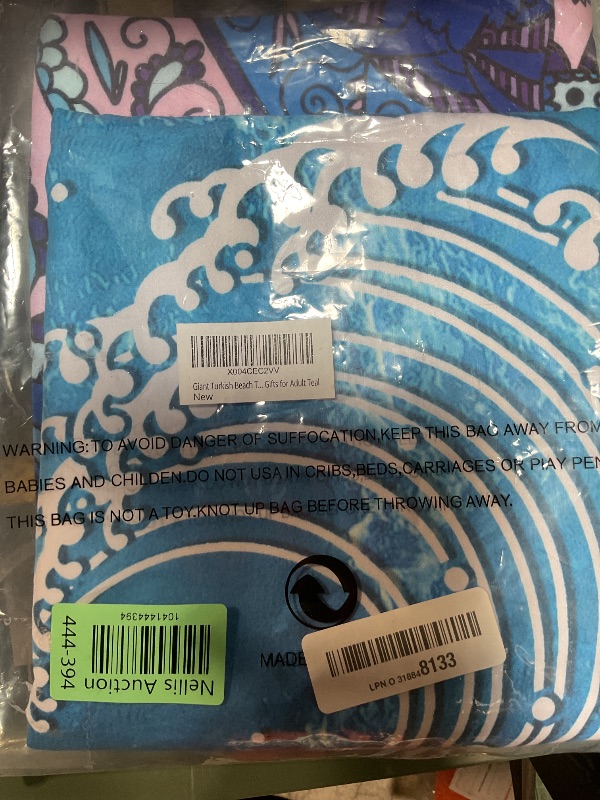 X004CEC2VV
Giant Turkish Beach T... Gifts for Adult Teal
New
WARNING: TO AVOID DANGER OF SUFFOCATION,KEEP THIS BAG AWAY FROM
BABIES AND CHILDEN.DO NOT USA IN CRIBS,BEDS,CARRIAGES OR PIAY PEN
THIS BAG IS NOT A TOY.KNOT UP BAG BEFORE THROWING AWAY.
MADE
1041444394
444-394
Nellis Auction
LPN O 318848133